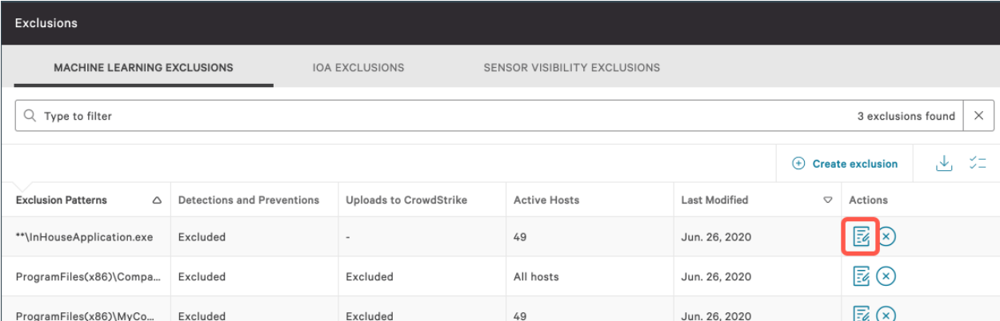 Exclusions
MACHINE LEARNING EXCLUSIONS IOA EXCLUSIONS SENSOR VISIBILITY EXCLUSIONS
Type to filter 3 exclusions found
Create exclusion
Exclusion Patterns Detections and Preventions Uploads to CrowdStrike Active Hosts Last Modified Actions
**\InHouseApplication.exe Excluded - 49 Jun. 26, 2020
ProgramFiles(x86)\Compa... Excluded Excluded All hosts Jun. 26, 2020
ProgramFiles(x86)\MyCo... Excluded Excluded 49 Jun. 26, 2020